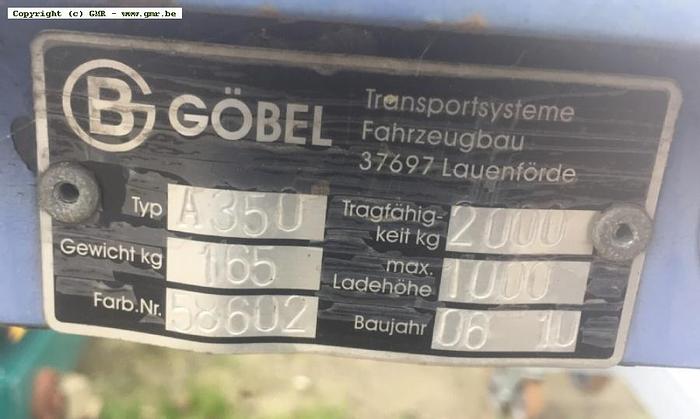 Copyright (c) GMR - www.gmr.be
BG GÖBEL
Transportsysteme
Fahrzeugbau
37697 Lauenförde
Typ A350
Gewicht kg 165
Farb.Nr. 58602
Tragfähig-
keit kg 2000
max.
Ladehöhe 1000
Baujahr 06 10